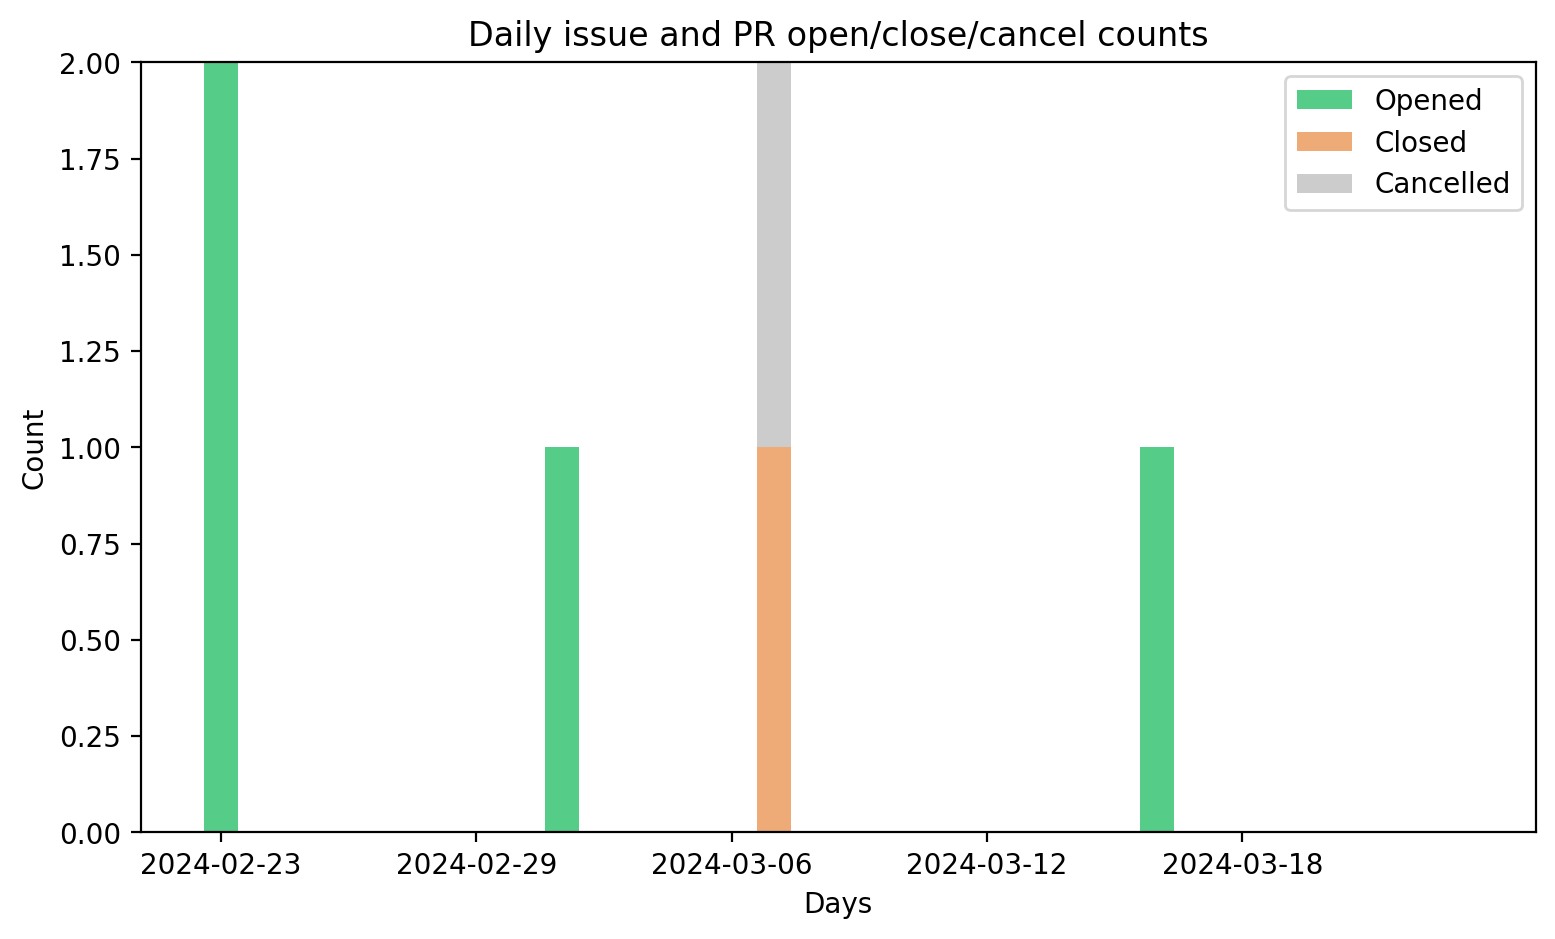 Daily issue and PR open/close/cancel counts
2.00
1.75
1.50
1.25
1.00
0.75
0.50
0.25
0.00
Count
Opened
Closed
Cancelled
2024-02-23
2024-02-29
2024-03-06
2024-03-12
2024-03-18
Days